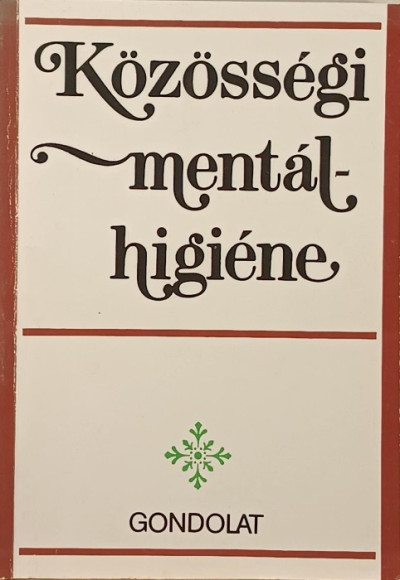 Közösségi
mentál-
higiéne
GONDOLAT